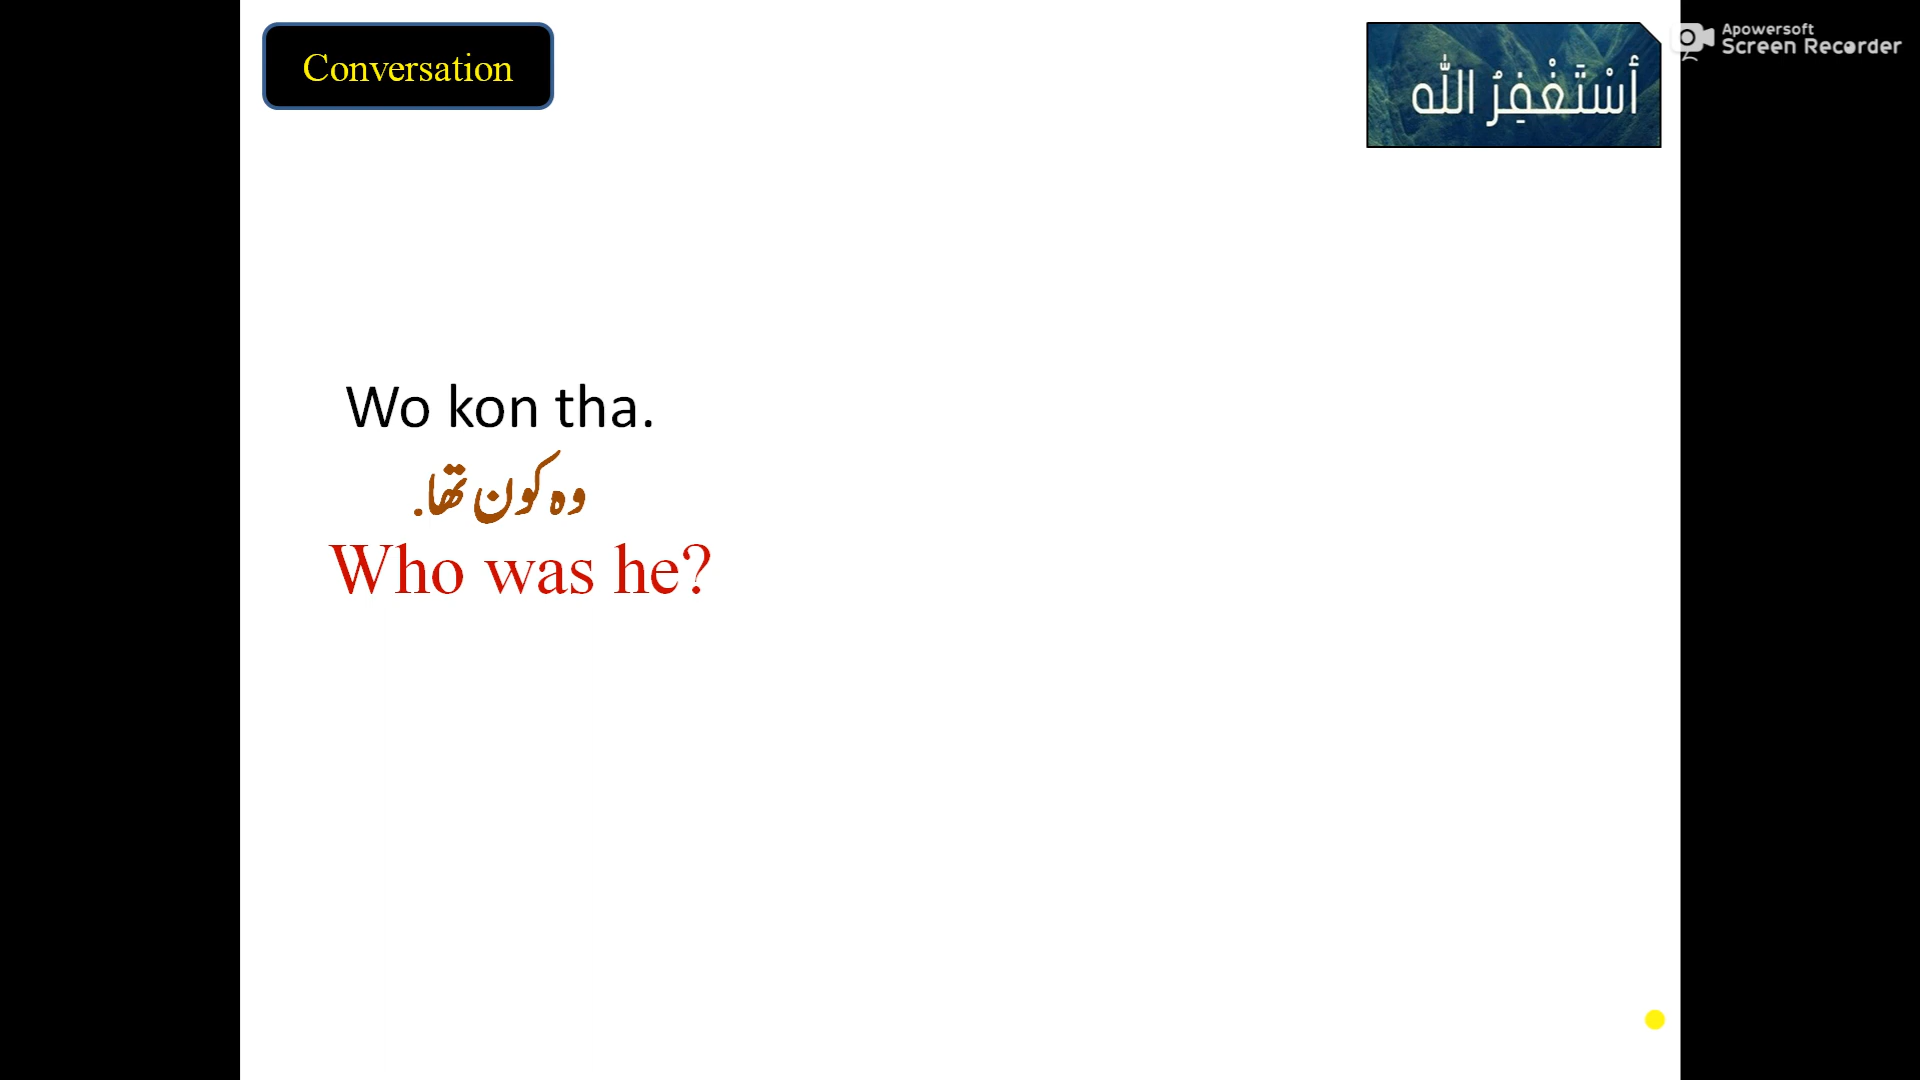 Conversation
أَسْتَغْفِرُ اللّٰه
Apowersoft
Screen Recorder
Wo kon tha.
وہ کون تھا.
Who was he?